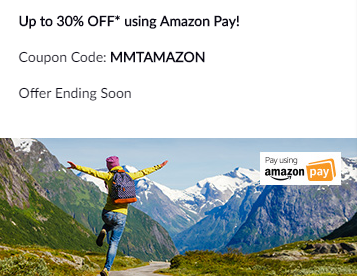 Up to 30% OFF* using Amazon Pay!
Coupon Code: MMTAMAZON
Offer Ending Soon
Pay using
amazon pay